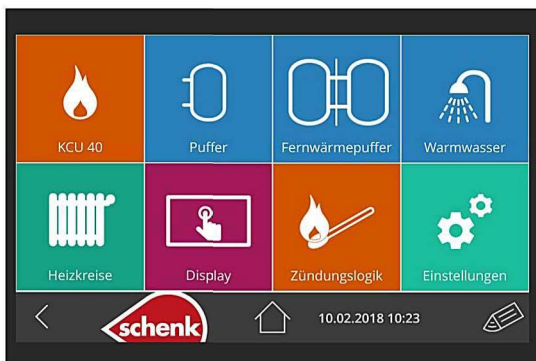 KCU 40
Puffer
Fernwärmepuffer
Warmwasser
Heizkreise
Display
Zündungslogik
Einstellungen
schenk
10.02.2018 10:23